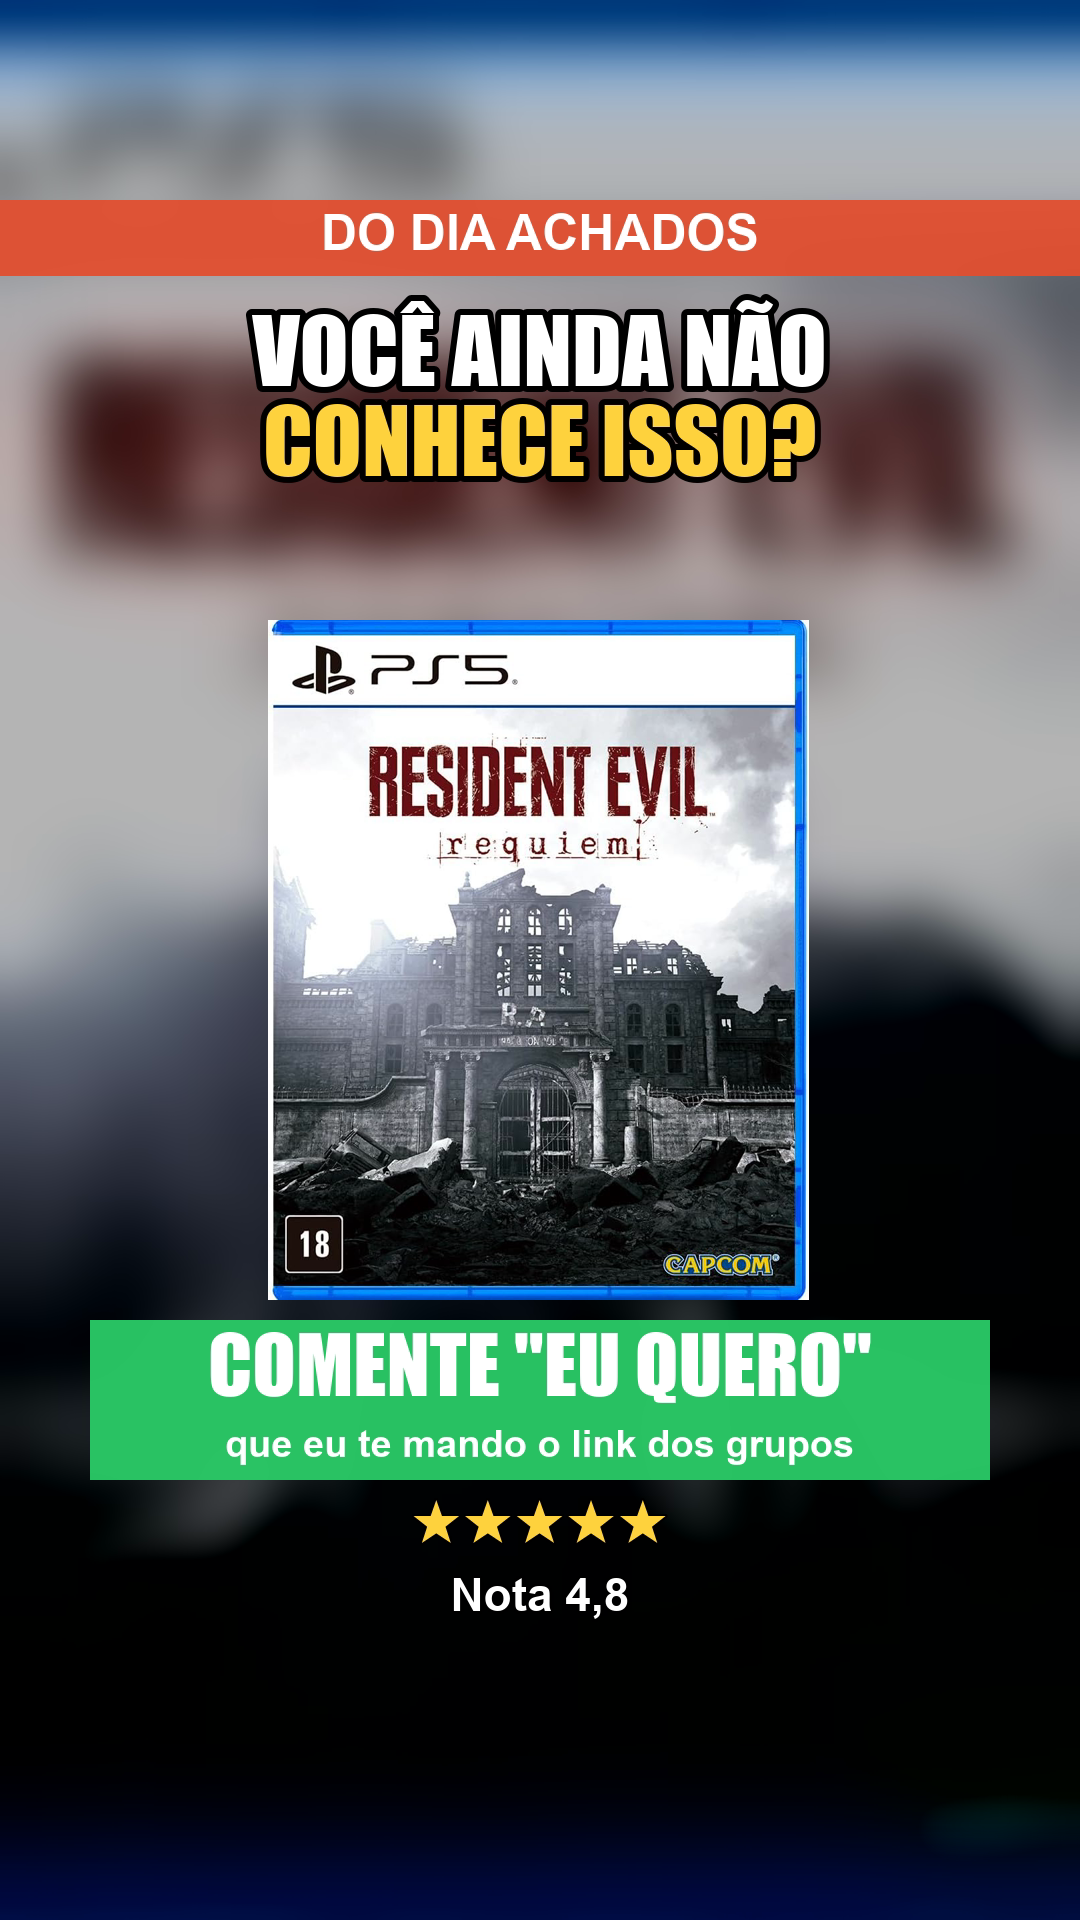 DO DIA ACHADOS
VOCÊ AINDA NÃO
CONHECE ISSO?
PS5
RESIDENT EVIL
requiem
18
CAPCOM
COMENTE "EU QUERO"
que eu te mando o link dos grupos
Nota 4,8